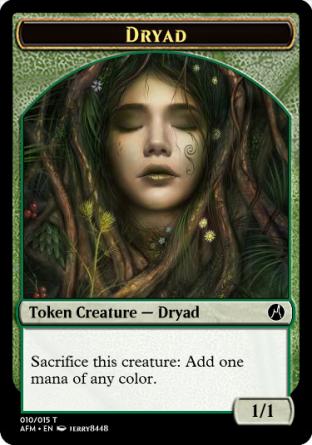 Dryad
Token Creature — Dryad
Sacrifice this creature: Add one
mana of any color.
1/1
010/015 T
AFM • EN Jerry8448